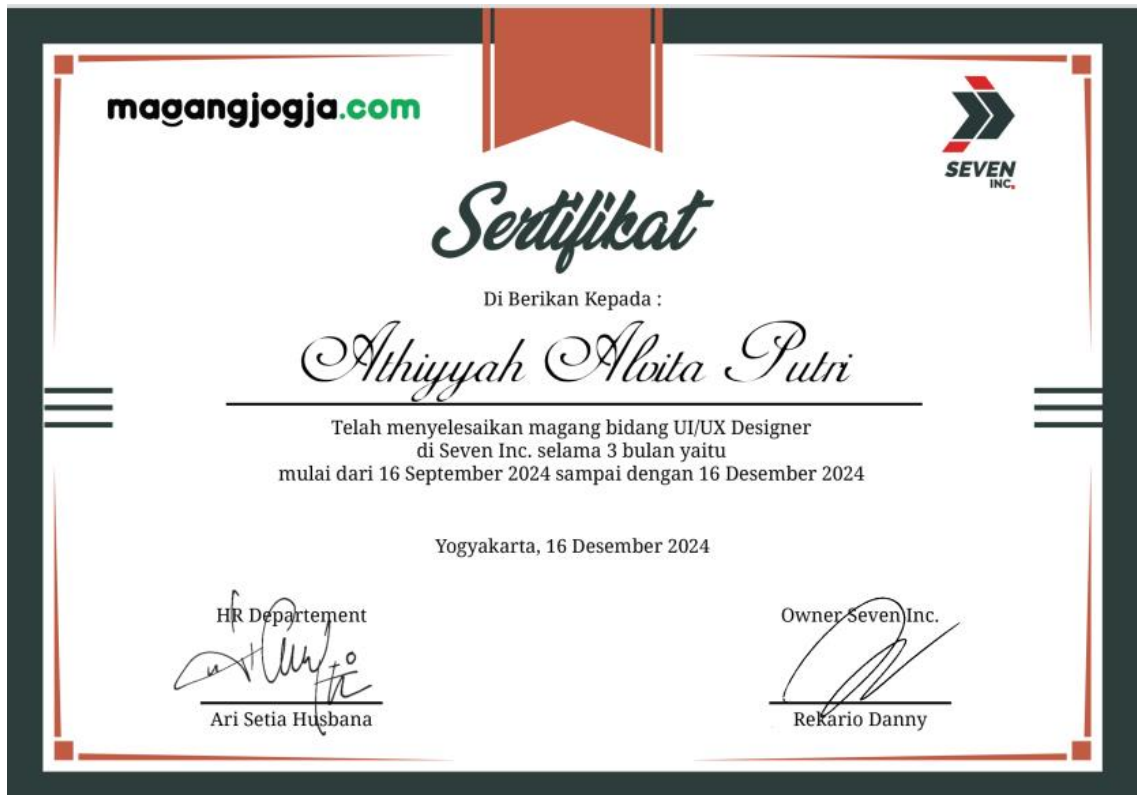 magangjogja.com
SEVEN
INC.
Sertifikat
Di Berikan Kepada :
Athiyyah Alvita Putri
Telah menyelesaikan magang bidang UI/UX Designer
di Seven Inc. selama 3 bulan yaitu
mulai dari 16 September 2024 sampai dengan 16 Desember 2024
Yogyakarta, 16 Desember 2024
HR Departement
Ari Setia Husbana
Owner Seven Inc.
Rekario Danny